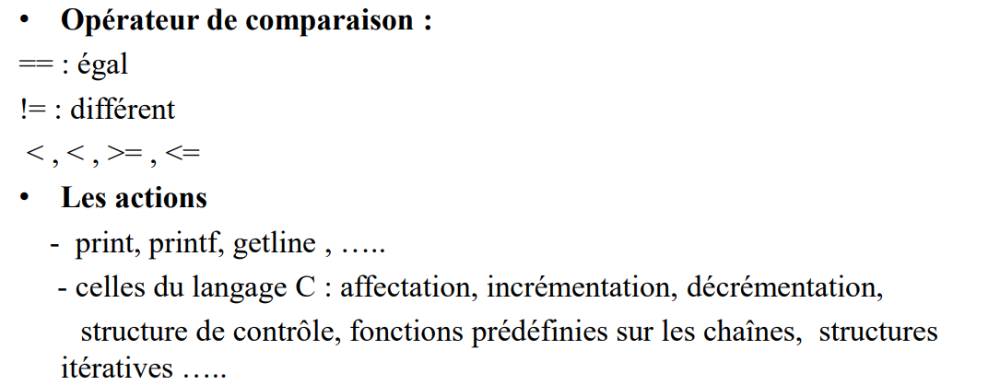 • Opérateur de comparaison :
== : égal
!= : différent
< , < , >= , <=
• Les actions
- print, printf, getline , …..
- celles du langage C : affectation, incrémentation, décrémentation,
structure de contrôle, fonctions prédéfinies sur les chaînes, structures
itératives …..